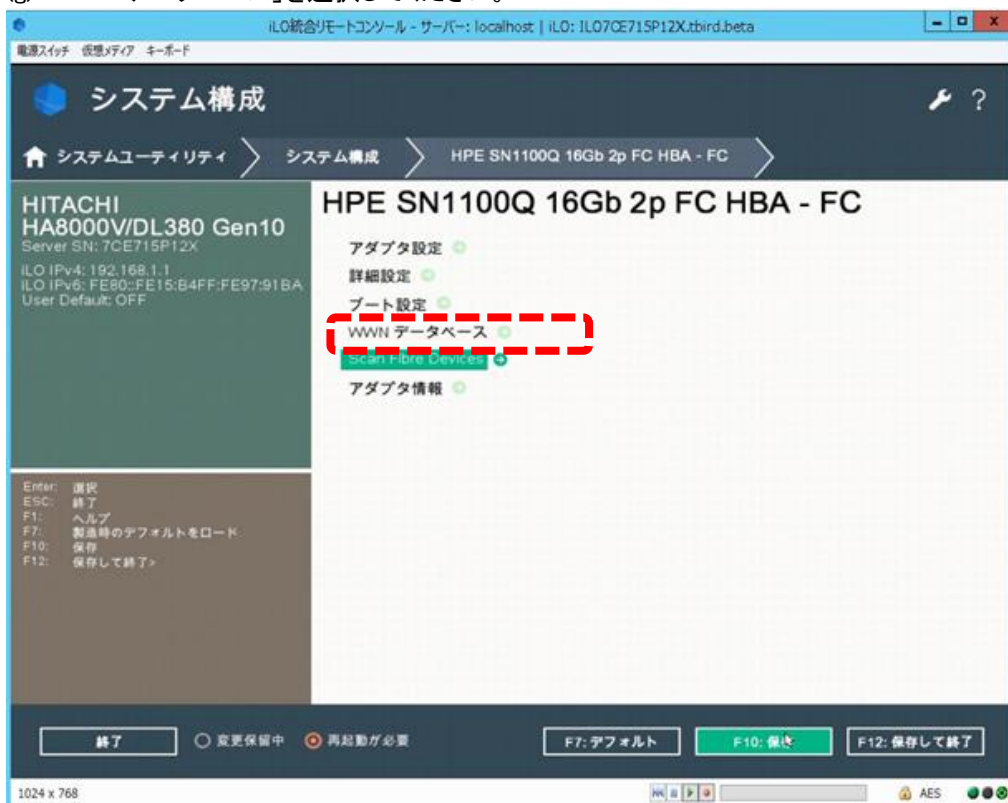 iLO統合リモートコンソール - サーバー: localhost | iLO: ILO7CE715P12X.tbird.beta
電源スイッチ 仮想メディア キーボード
システム構成
?
システムユーティリティ
システム構成
HPE SN1100Q 16Gb 2p FC HBA - FC
HITACHI
HA8000V/DL380 Gen10
Server SN: 7CE715P12X
iLO IPv4: 192.168.1.1
iLO IPv6: FE80::FE15:B4FF:FE97:91BA
User Default: OFF
HPE SN1100Q 16Gb 2p FC HBA - FC
アダプタ設定
詳細設定
ブート設定
WWN データベース
Scan Fibre Devices
アダプタ情報
Enter: 選択
ESC: 終了
F1: ヘルプ
F7: 製造時のデフォルトをロード
F10: 保存
F12: 保存して終了>
終了
変更保留中
再起動が必要
F7: デフォルト
F10: 保存
F12: 保存して終了
1024 x 768
AES